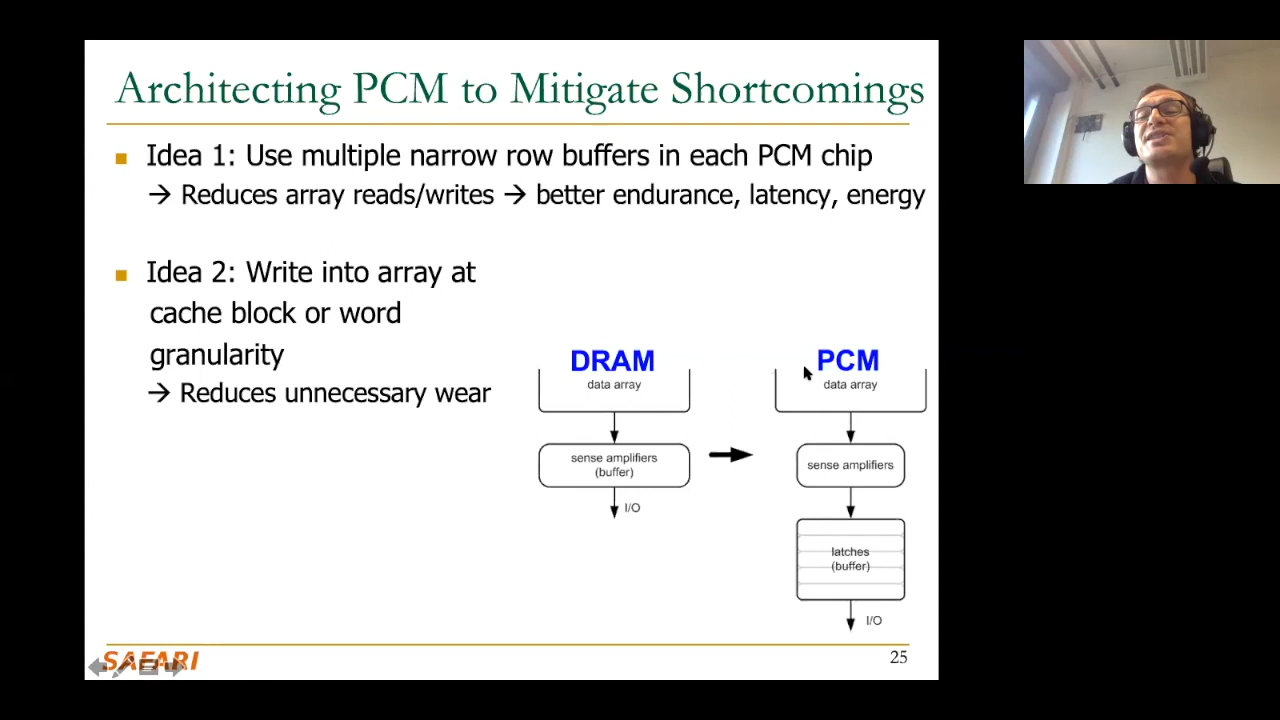 Architecting PCM to Mitigate Shortcomings
Idea 1: Use multiple narrow row buffers in each PCM chip
→ Reduces array reads/writes → better endurance, latency, energy
Idea 2: Write into array at
cache block or word
granularity
→ Reduces unnecessary wear
DRAM
data array
sense amplifiers
(buffer)
I/O
PCM
data array
sense amplifiers
latches
(buffer)
I/O
SAFARI
25